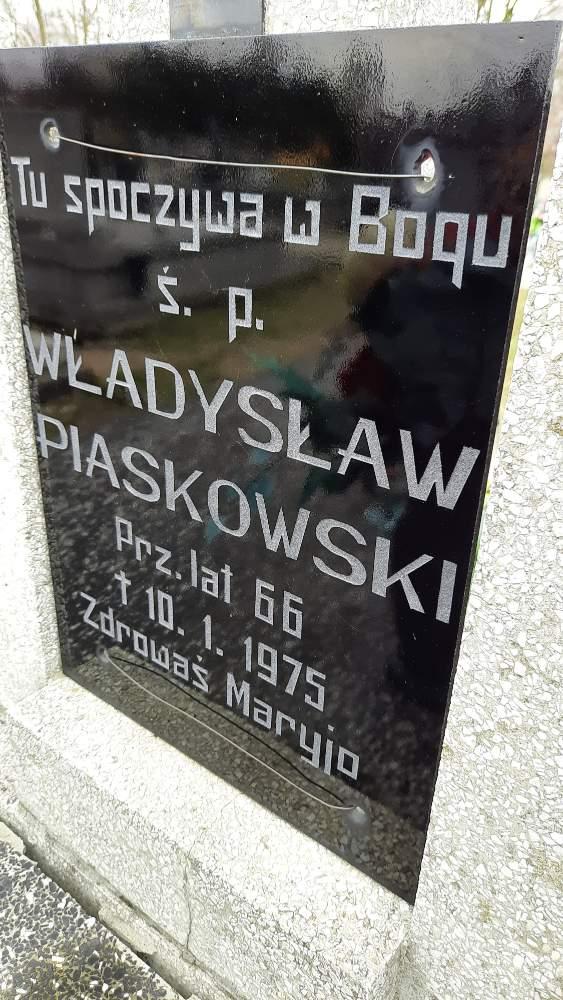 Tu spoczywa w Bogu
ś. p.
WŁADYSŁAW
PIASKOWSKI
Prz. lat 66
† 10. 1. 1975
Zdrowaś Maryjo